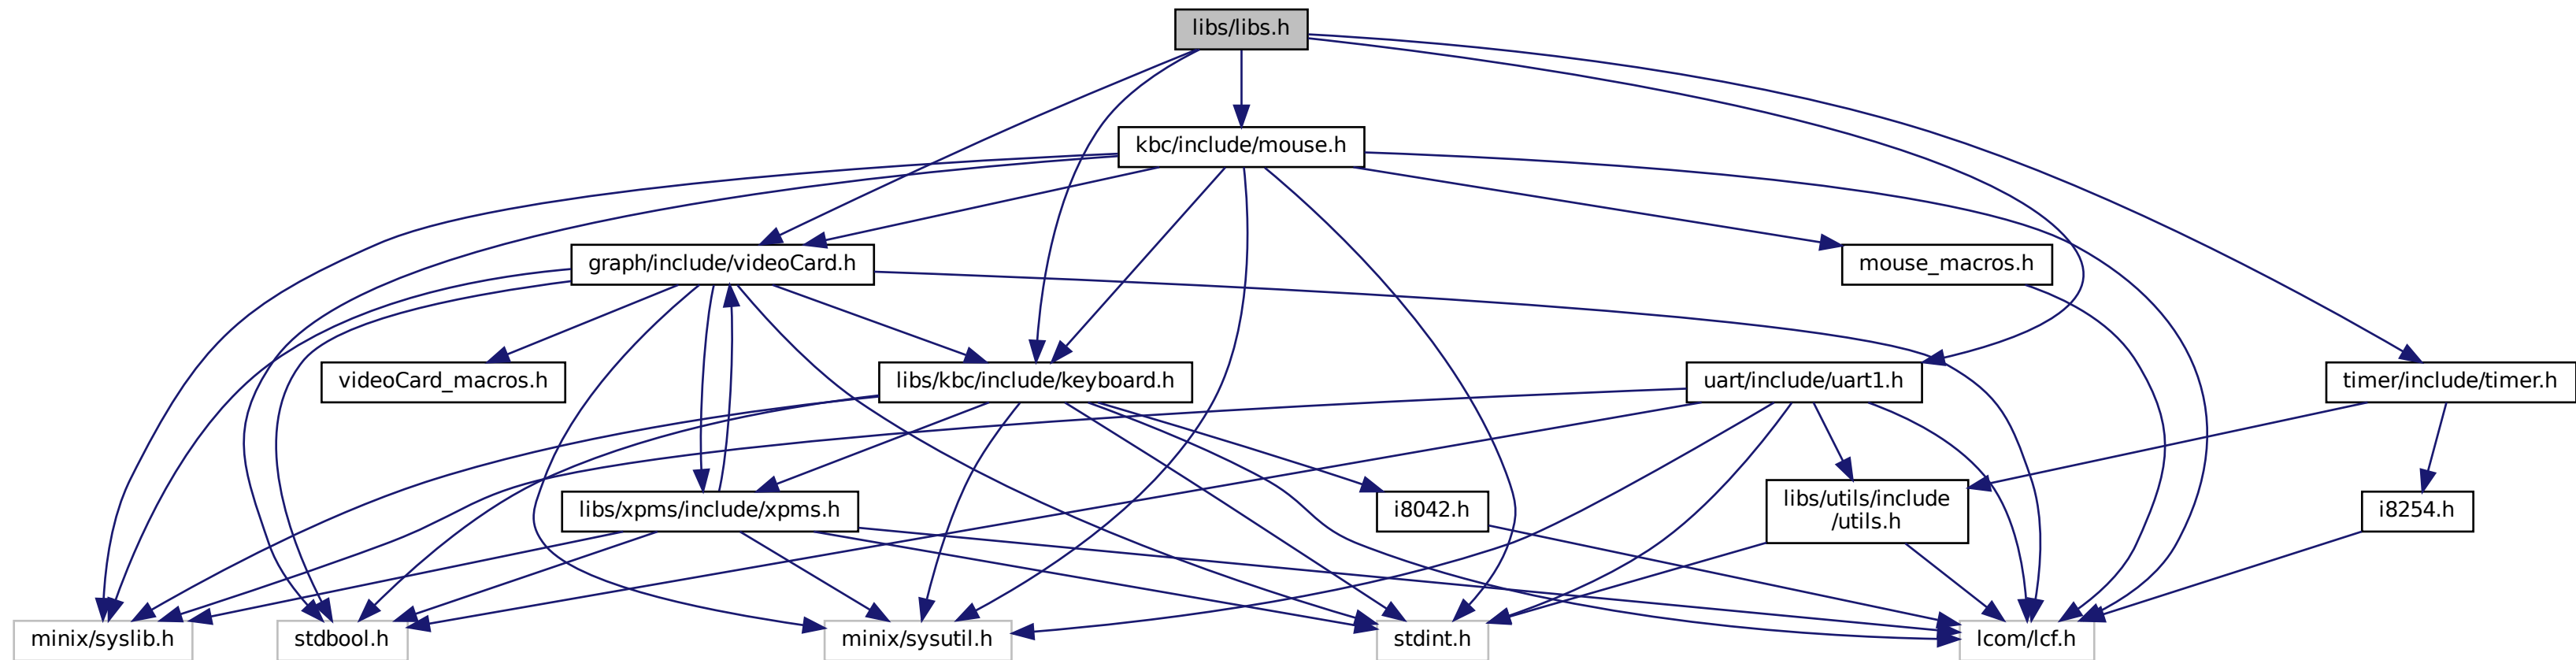 libs/libs.h
kbc/include/mouse.h
graph/include/videoCard.h
mouse_macros.h
videoCard_macros.h
libs/kbc/include/keyboard.h
uart/include/uart1.h
timer/include/timer.h
libs/xpms/include/xpms.h
i8042.h
libs/utils/include
/utils.h
i8254.h
minix/syslib.h
stdbool.h
minix/sysutil.h
stdint.h
lcom/lcf.h